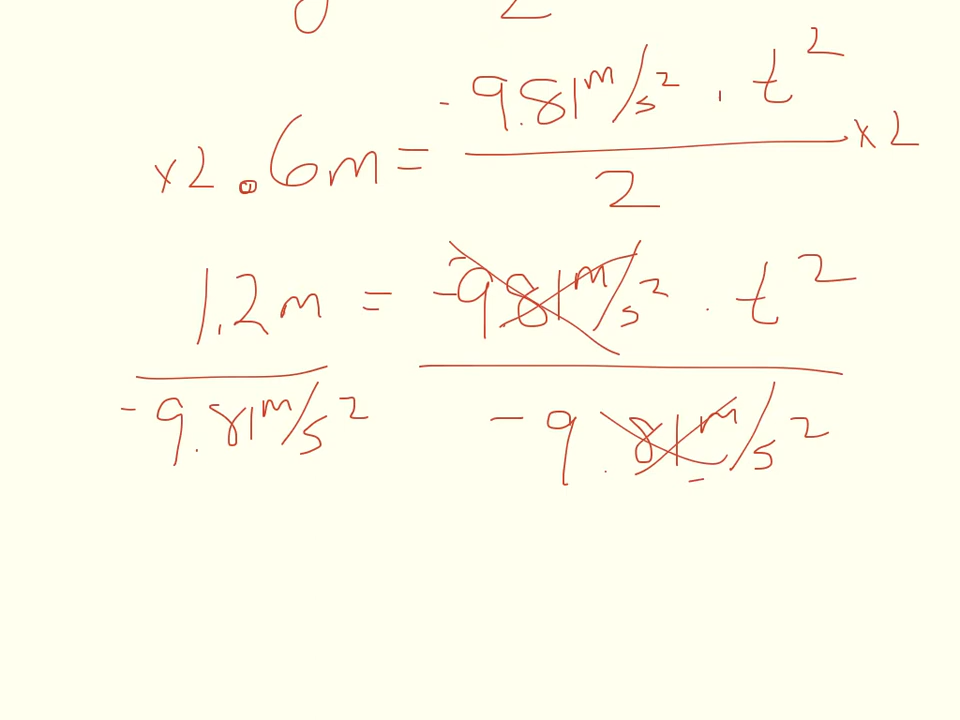 2
-9.81m/s² · t²
x2 .6m = ——— x2
2
1.2m = -9.81m/s² · t²
-9.81m/s² -9.81m/s²